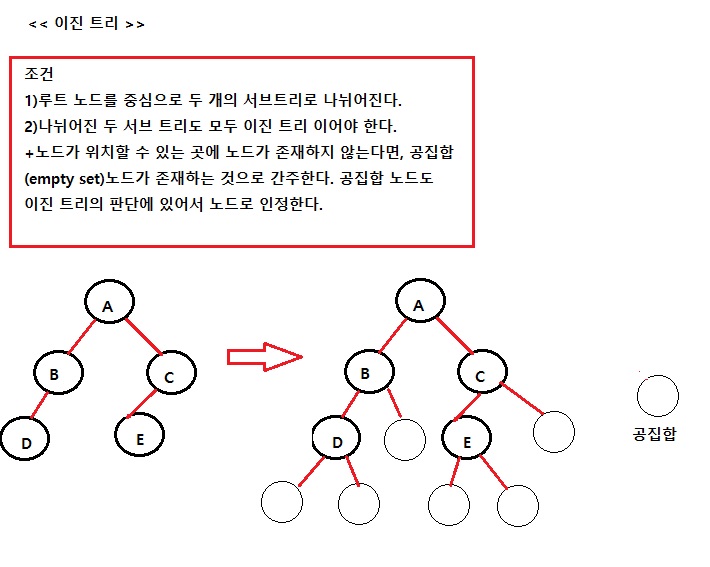 << 이진 트리 >>
조건
1)루트 노드를 중심으로 두 개의 서브트리로 나뉘어진다.
2)나뉘어진 두 서브 트리도 모두 이진 트리 이어야 한다.
+노드가 위치할 수 있는 곳에 노드가 존재하지 않는다면, 공집합
(empty set)노드가 존재하는 것으로 간주한다. 공집합 노드도
이진 트리의 판단에 있어서 노드로 인정한다.
A
B
C
D
E
A
B
C
D
E
공집합